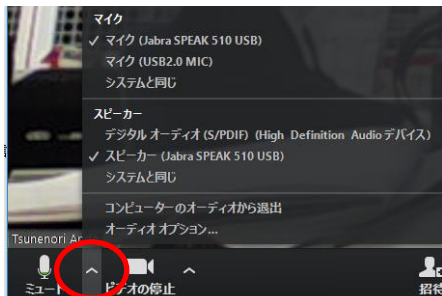 マイク
✓ マイク (Jabra SPEAK 510 USB)
マイク (USB2.0 MIC)
システムと同じ
スピーカー
デジタル オーディオ (S/PDIF) (High Definition Audio デバイス)
✓ スピーカー (Jabra SPEAK 510 USB)
システムと同じ
コンピューターのオーディオから退出
オーディオ オプション...
Tsunenori
ミュート ビデオの停止 招待